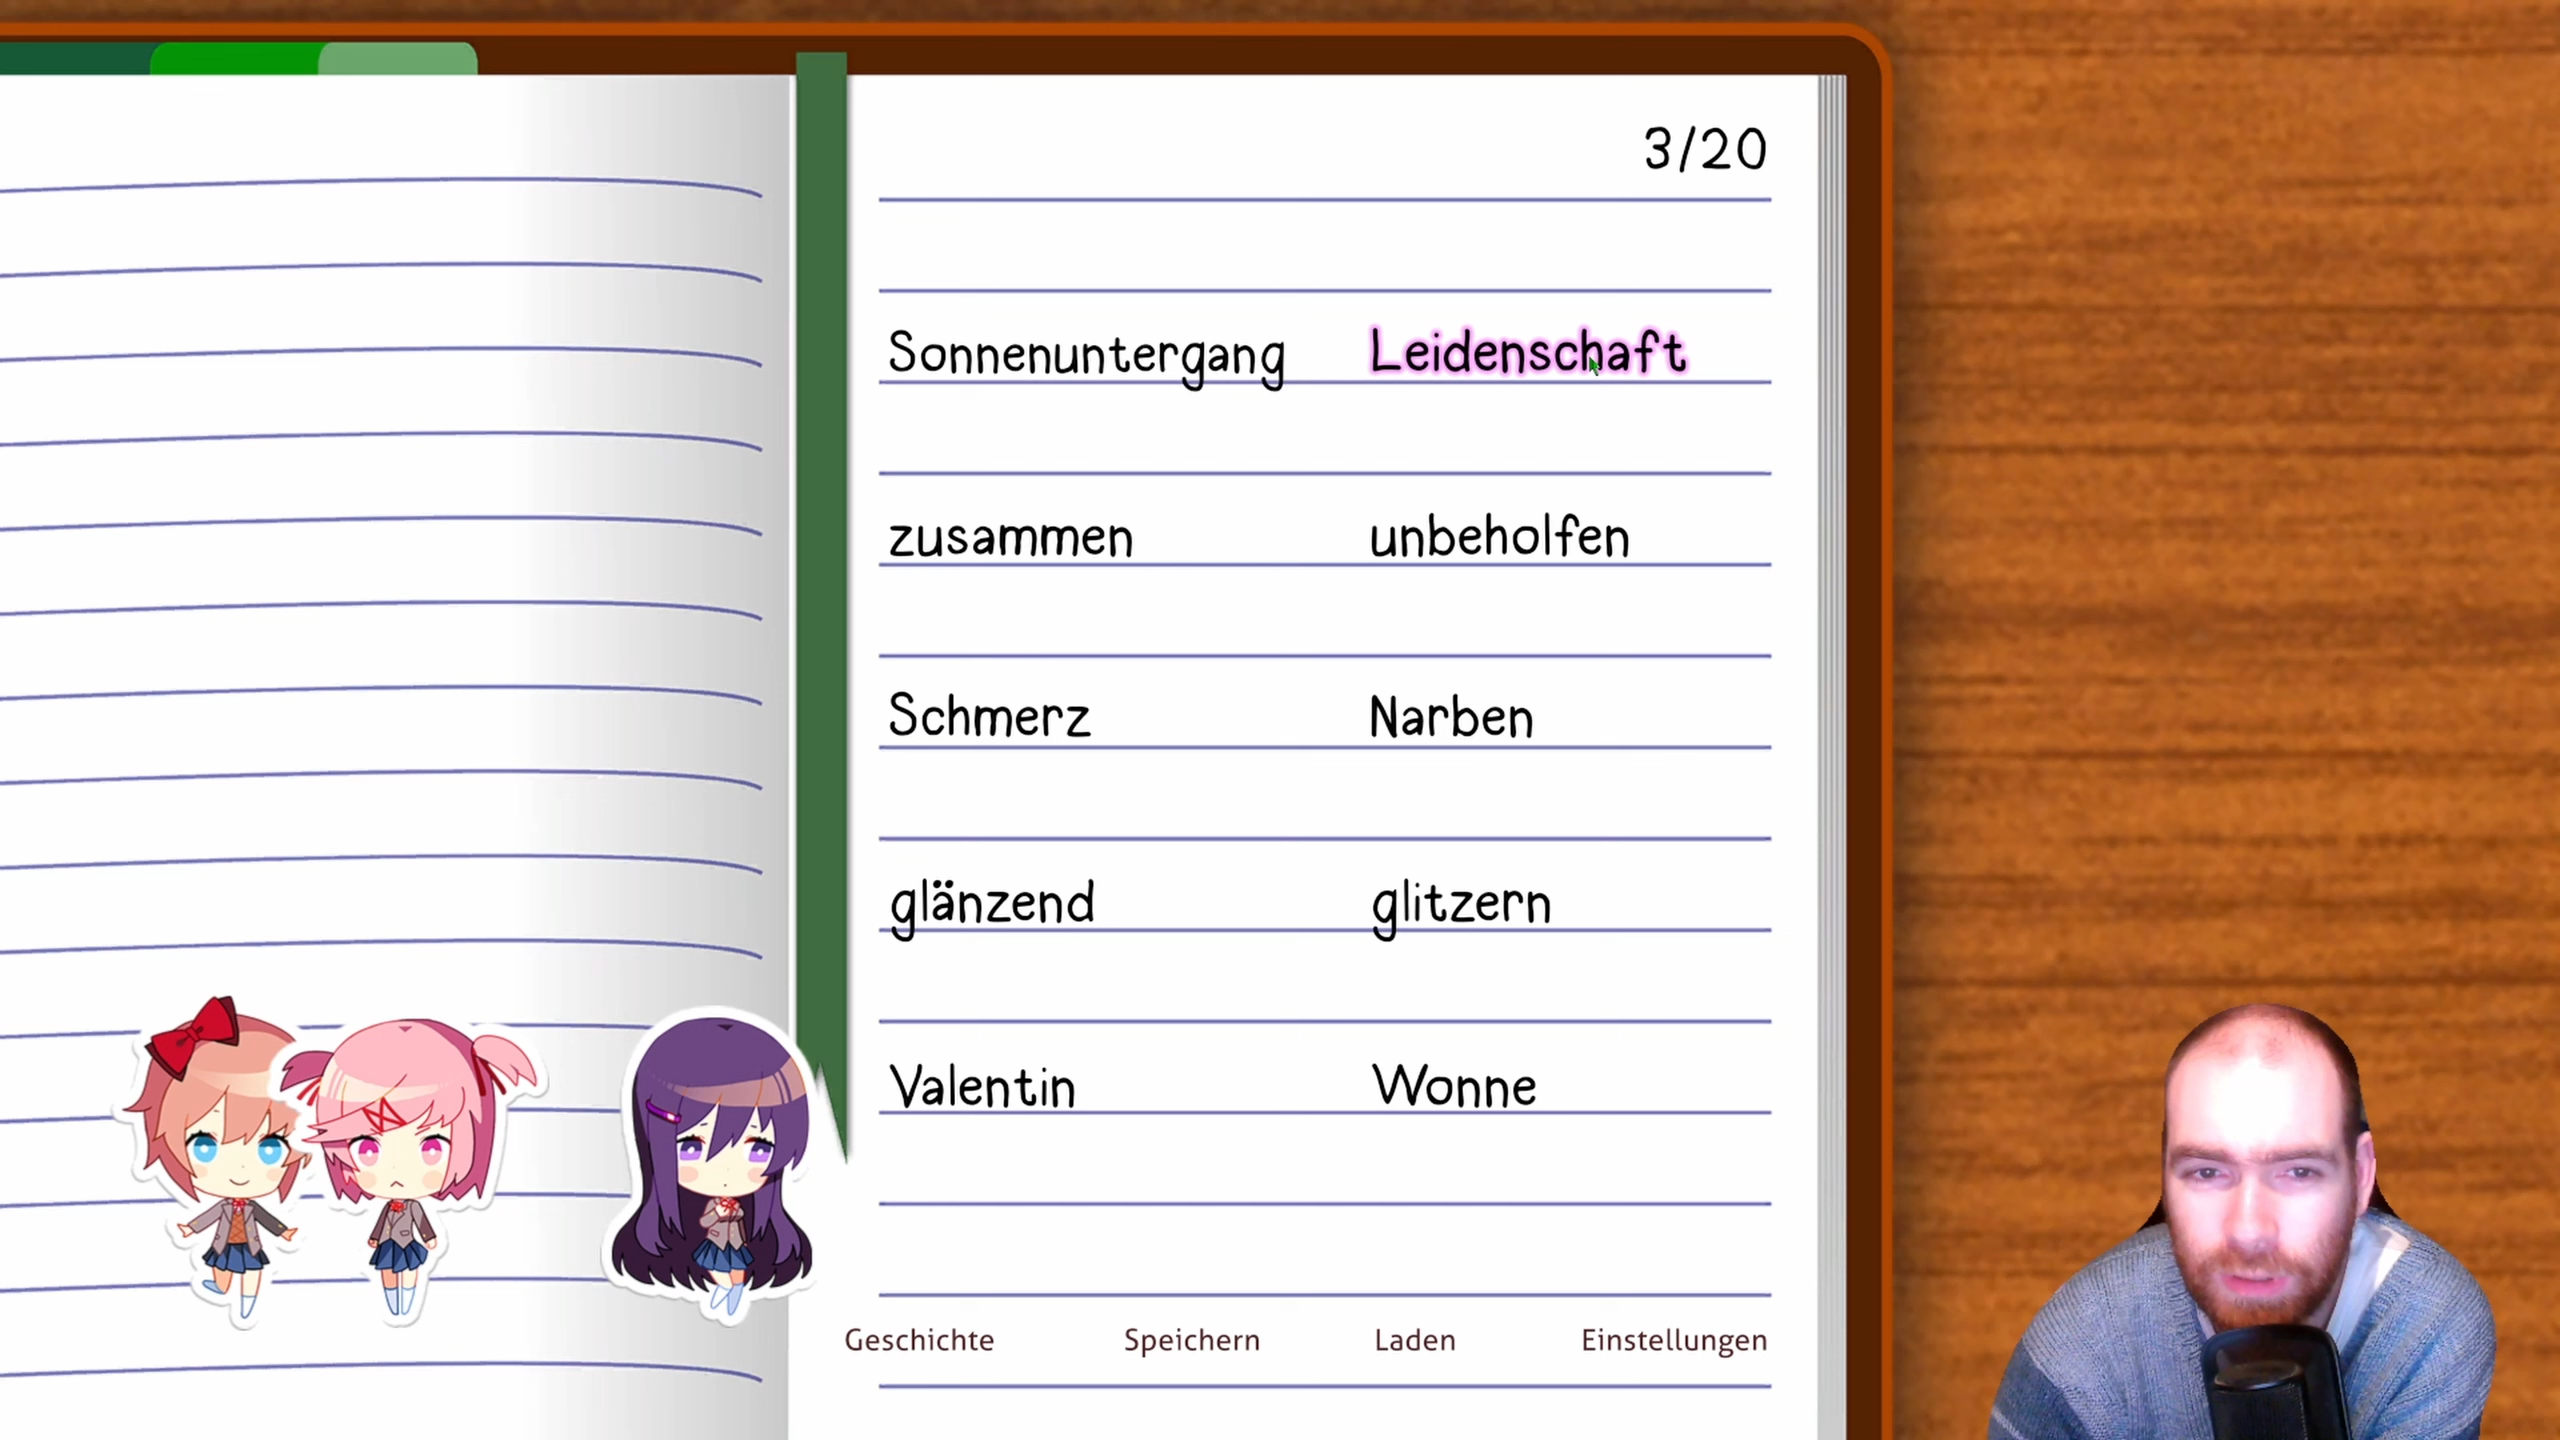 3/20
Sonnenuntergang Leidenschaft
zusammen unbeholfen
Schmerz Narben
glänzend glitzern
Valentin Wonne
Geschichte Speichern Laden Einstellungen